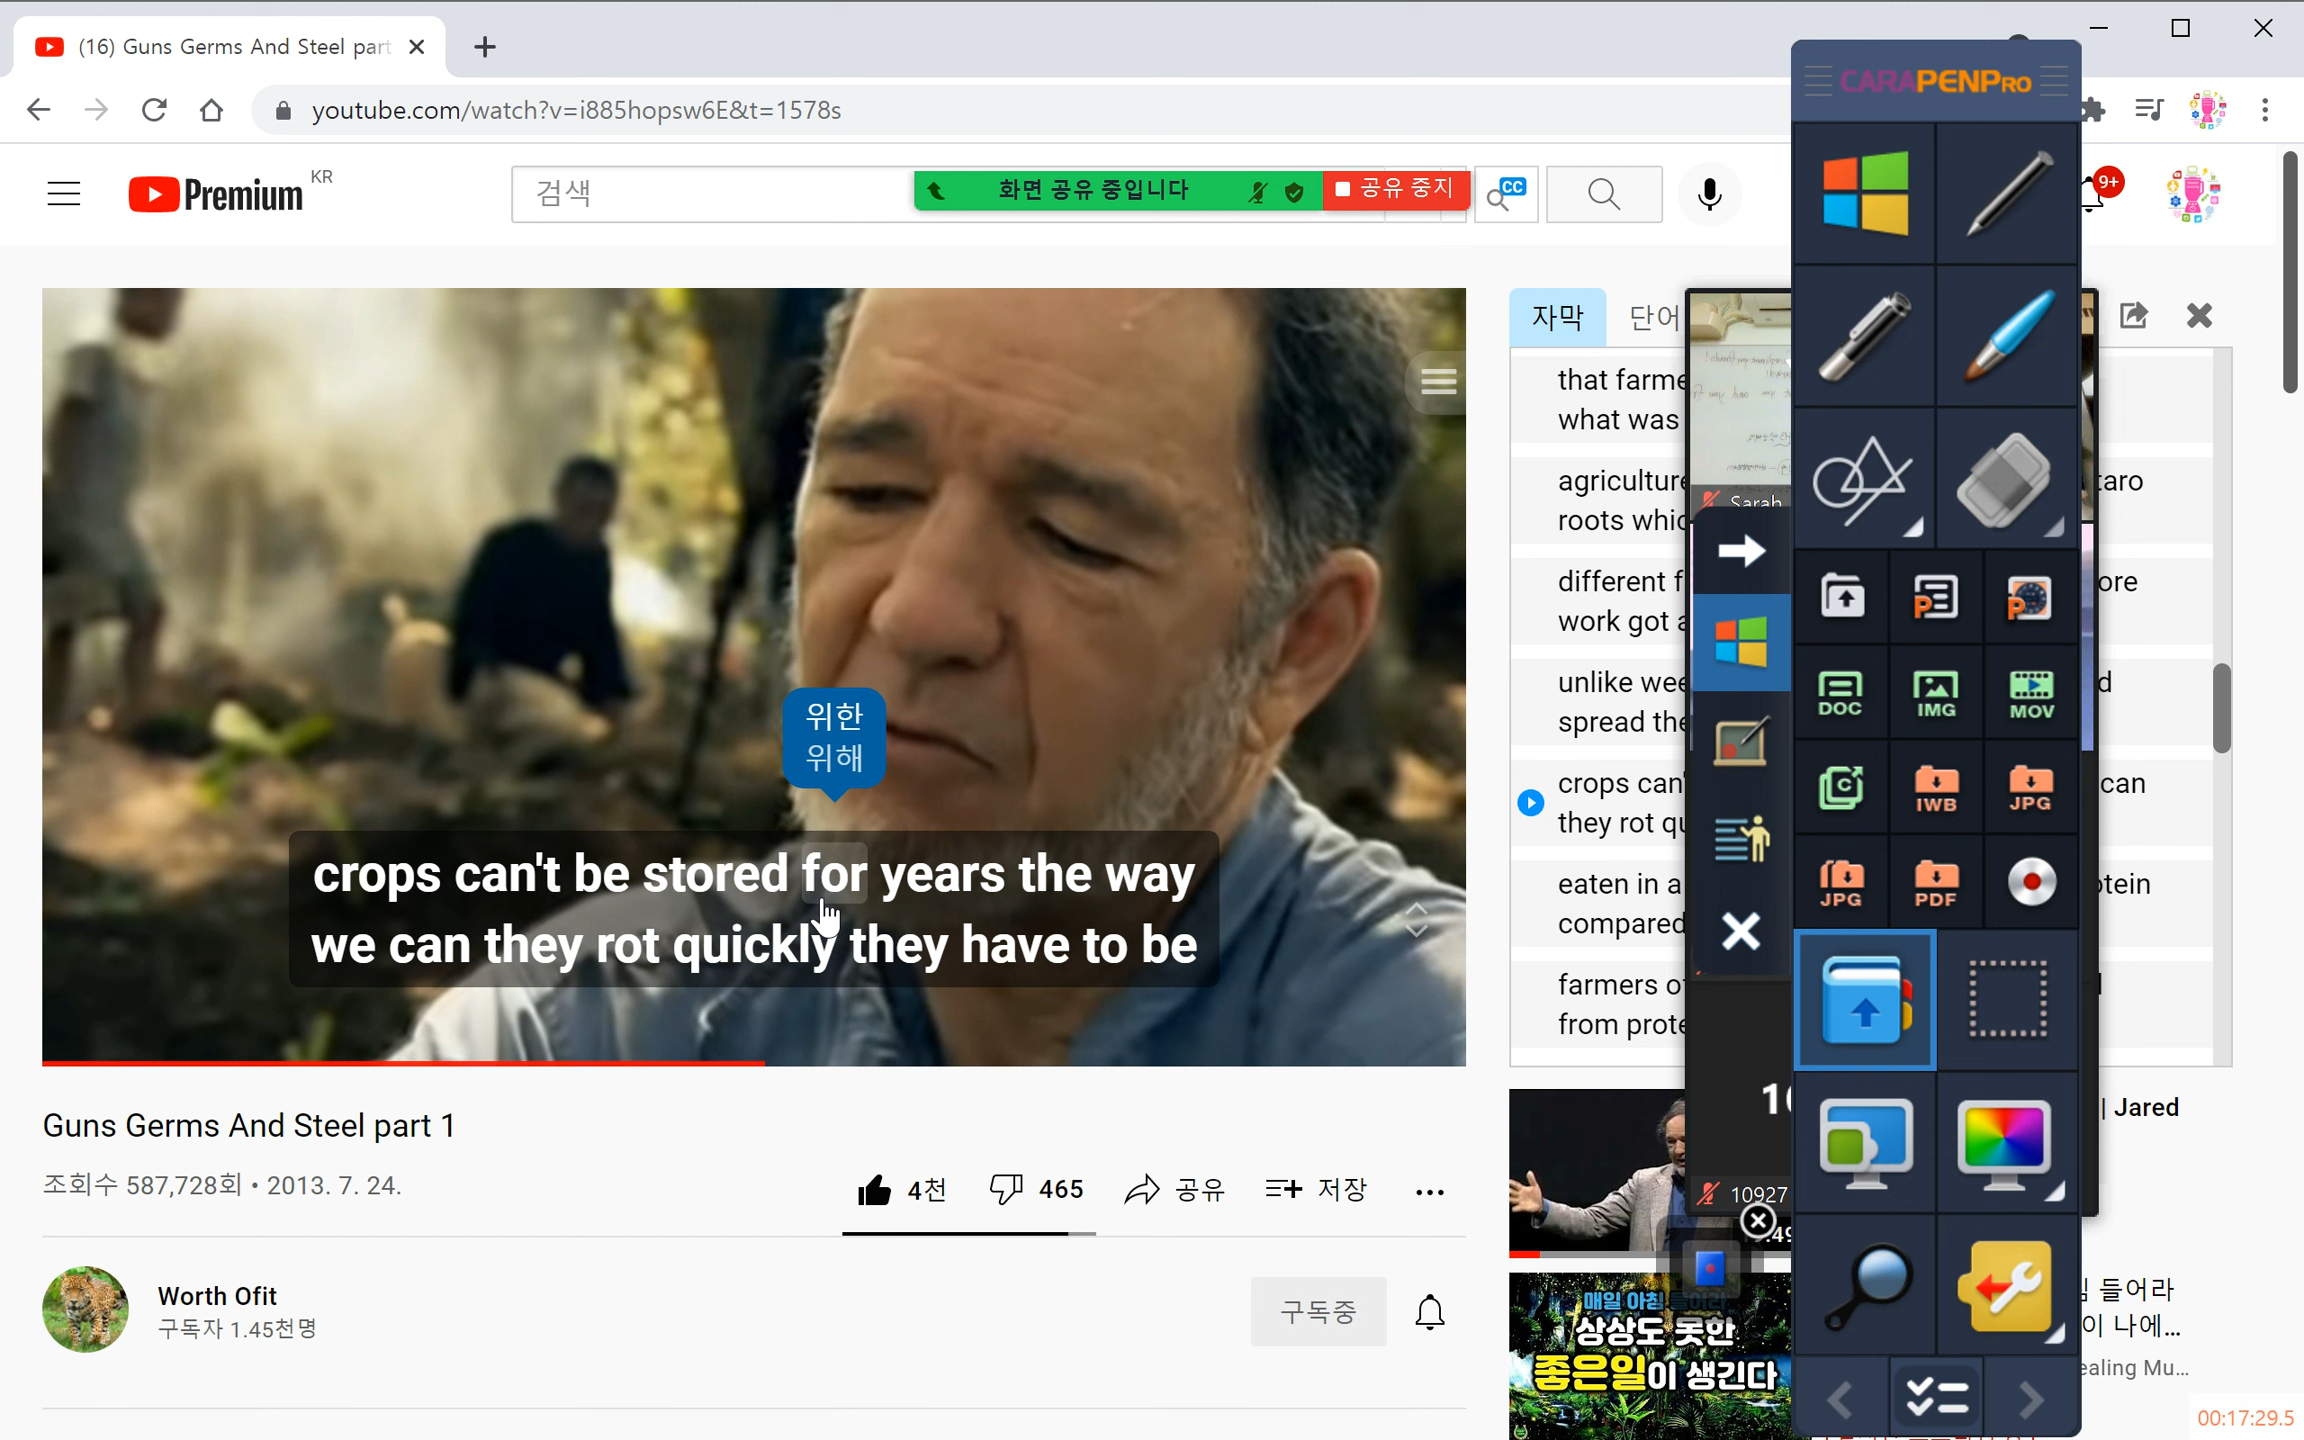 (16) Guns Germs And Steel part
youtube.com/watch?v=i885hopsw6E&t=1578s
CARAPENPRO
Premium KR
검색
화면 공유 중입니다
공유 중지
CC
9+
위한
위해
crops can't be stored for years the way
we can they rot quickly they have to be
자막
단어
that farme
what was
agriculture
taro
roots whic
different f
ore
work got a
unlike wee
spread the
crops can'
can
they rot qu
eaten in a
otein
compared
farmers of
from prote
Sarah
DOC
IMG
MOV
IWB
JPG
JPG
PDF
10927
Guns Germs And Steel part 1
조회수 587,728회 • 2013. 7. 24.
4천
465
공유
저장
Worth Ofit
구독자 1.45천명
구독중
| Jared
매일 아침 들어라
상상도 못한
좋은일이 생긴다
들어라
이 나에...
ealing Mu...
00:17:29.5